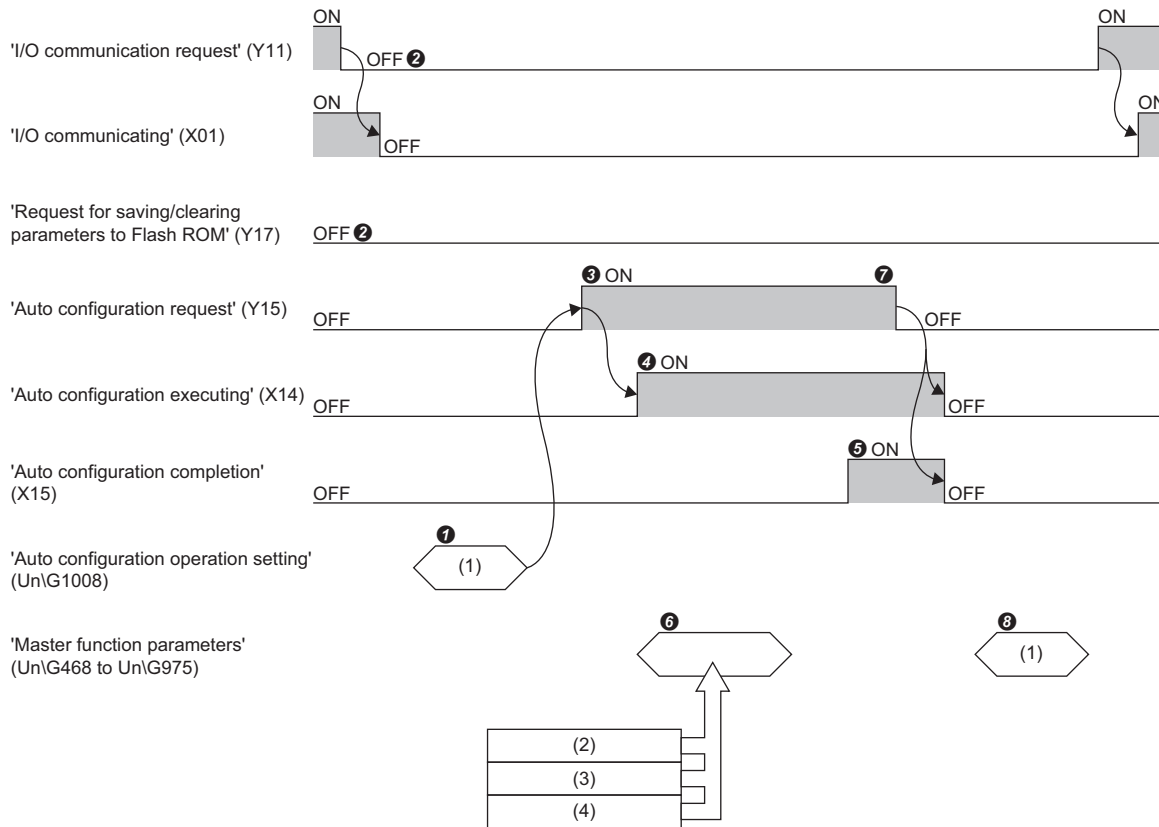 ON
ON
'I/O communication request' (Y11)
OFF ❷
ON
ON
'I/O communicating' (X01)
OFF
'Request for saving/clearing
parameters to Flash ROM' (Y17)
OFF ❷
❸ ON
❼
'Auto configuration request' (Y15)
OFF
OFF
❹ ON
'Auto configuration executing' (X14)
OFF
OFF
❺ ON
'Auto configuration completion'
(X15)
OFF
OFF
❶
'Auto configuration operation setting'
(Un\G1008)
(1)
❻
❽
'Master function parameters'
(Un\G468 to Un\G975)
(1)
(2)
(3)
(4)